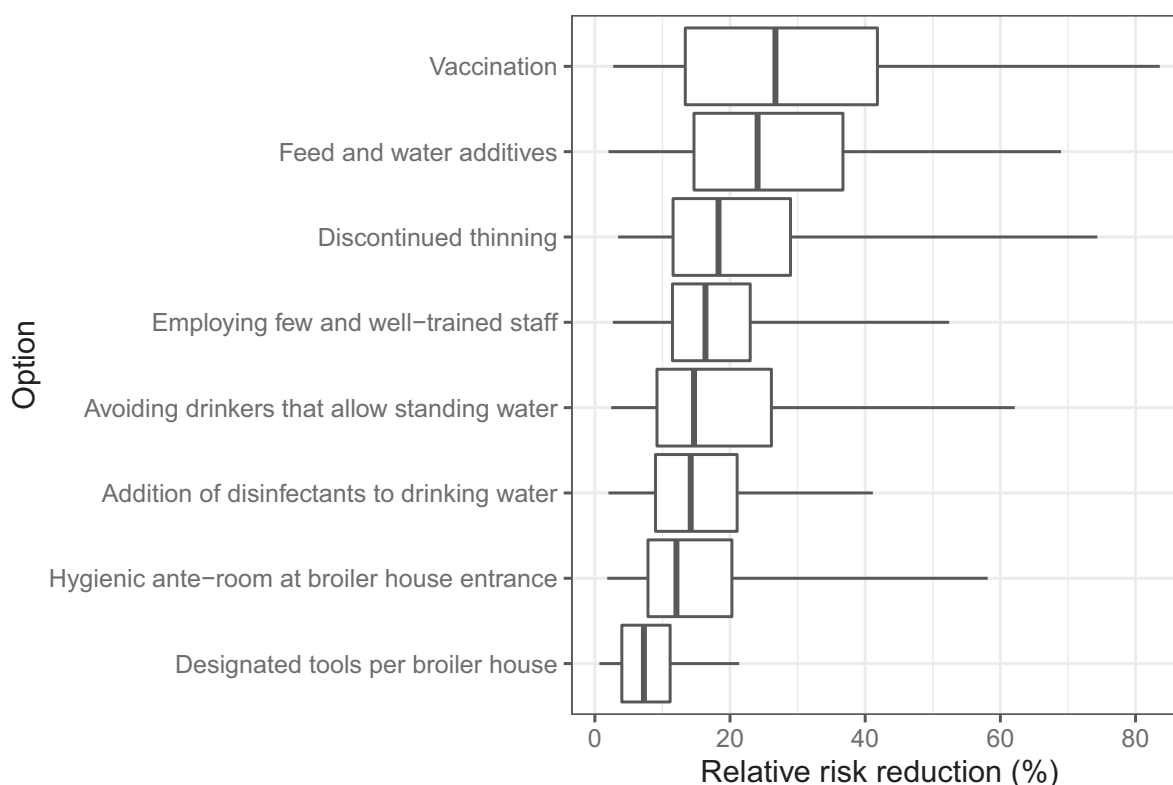 Vaccination
Feed and water additives
Discontinued thinning
Employing few and well−trained staff
Avoiding drinkers that allow standing water
Addition of disinfectants to drinking water
Hygienic ante−room at broiler house entrance
Designated tools per broiler house
Option
0 20 40 60 80
Relative risk reduction (%)